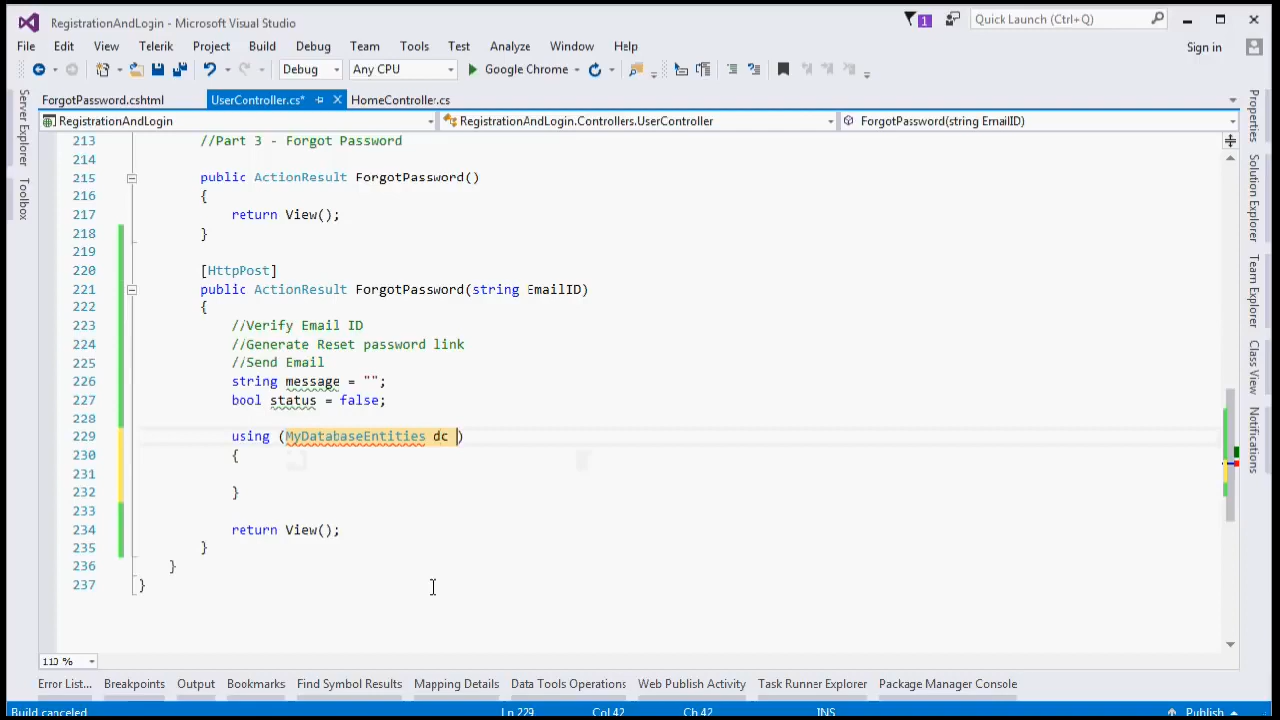 RegistrationAndLogin - Microsoft Visual Studio
1
Quick Launch (Ctrl+Q)
File Edit View Telerik Project Build Debug Team Tools Test Analyze Window Help
Sign in
Debug Any CPU Google Chrome
ForgotPassword.cshtml UserController.cs* HomeController.cs
RegistrationAndLogin RegistrationAndLogin.Controllers.UserController ForgotPassword(string EmailID)
Server Explorer
Toolbox
213 //Part 3 - Forgot Password
214
215 public ActionResult ForgotPassword()
216 {
217 return View();
218 }
219
220 [HttpPost]
221 public ActionResult ForgotPassword(string EmailID)
222 {
223 //Verify Email ID
224 //Generate Reset password link
225 //Send Email
226 string message = "";
227 bool status = false;
228
229 using (MyDatabaseEntities dc )
230 {
231
232 }
233
234 return View();
235 }
236 }
237 }
Properties
Solution Explorer
Team Explorer
Class View
Notifications
110 %
Error List... Breakpoints Output Bookmarks Find Symbol Results Mapping Details Data Tools Operations Web Publish Activity Task Runner Explorer Package Manager Console
Build canceled Ln 229 Col 42 Ch 42 INS Publish